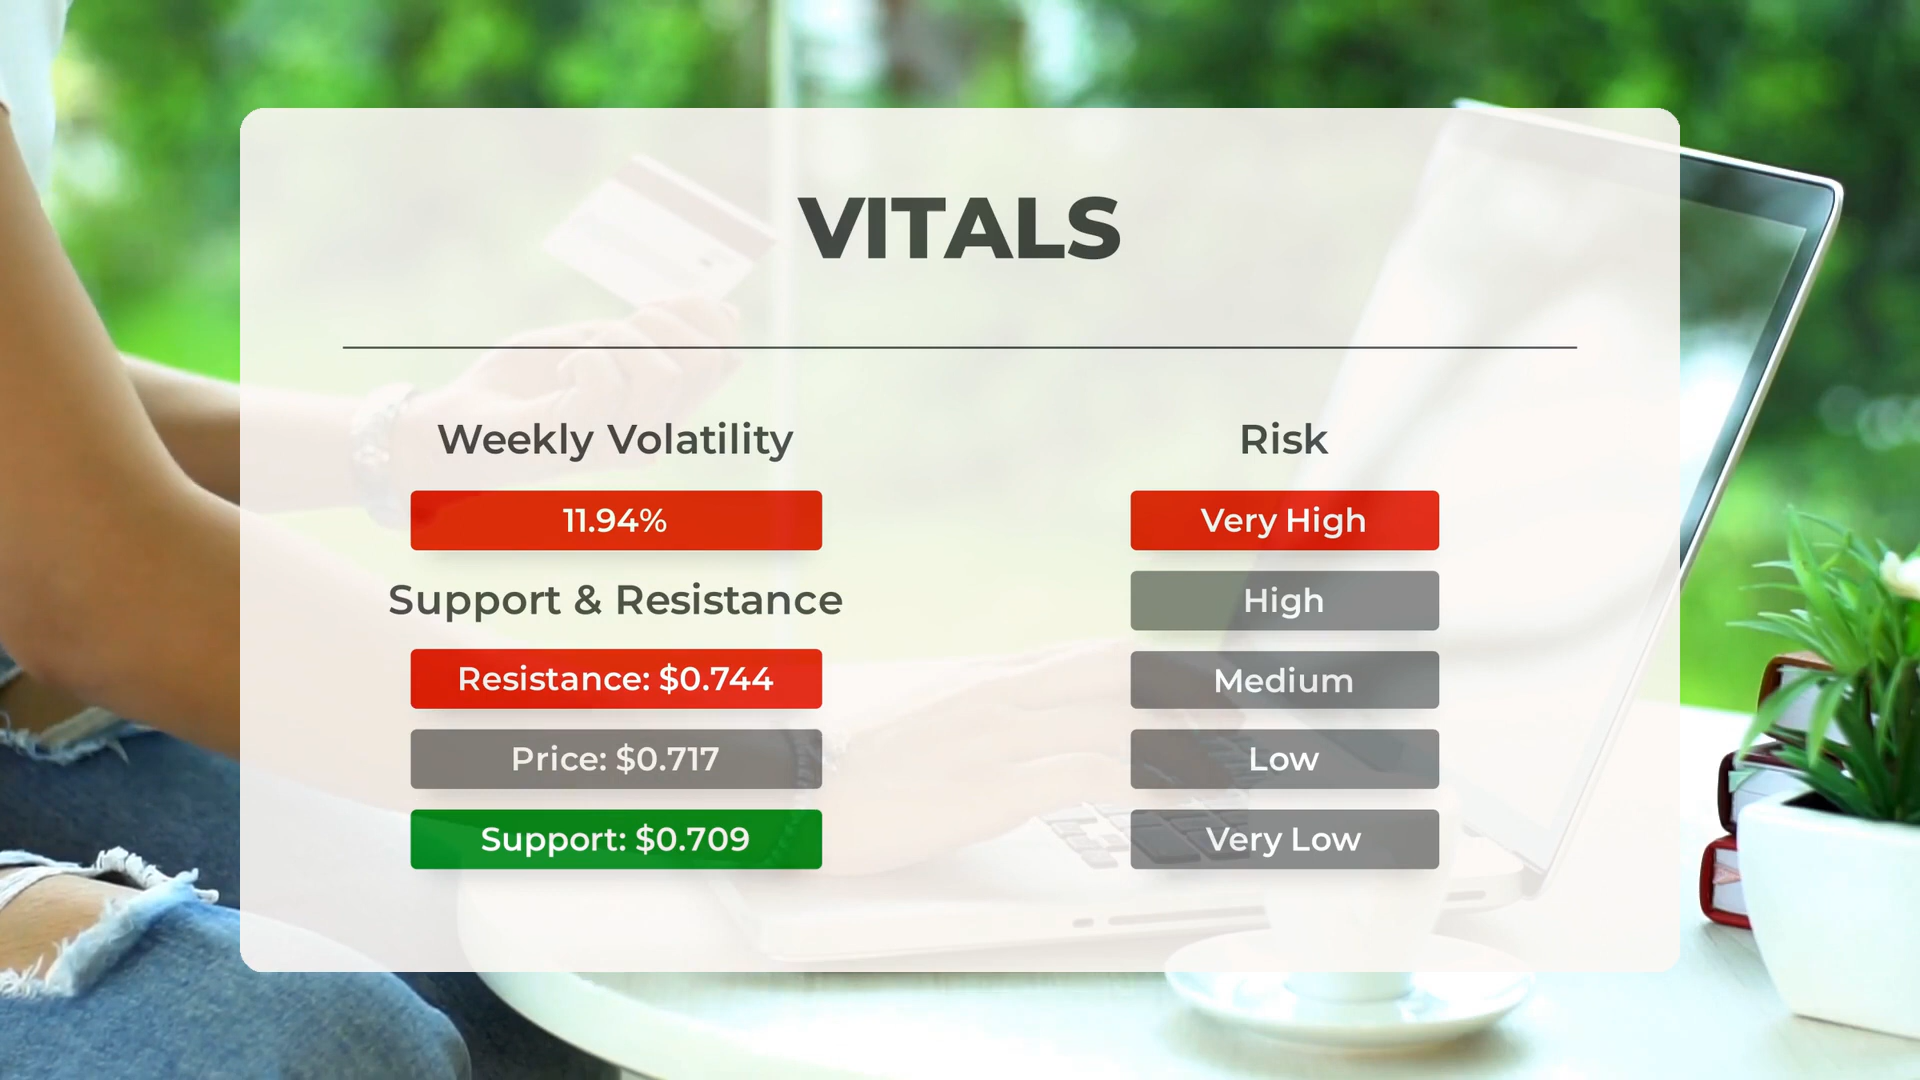 VITALS
Weekly Volatility
11.94%
Support & Resistance
Resistance: $0.744
Price: $0.717
Support: $0.709
Risk
Very High
High
Medium
Low
Very Low